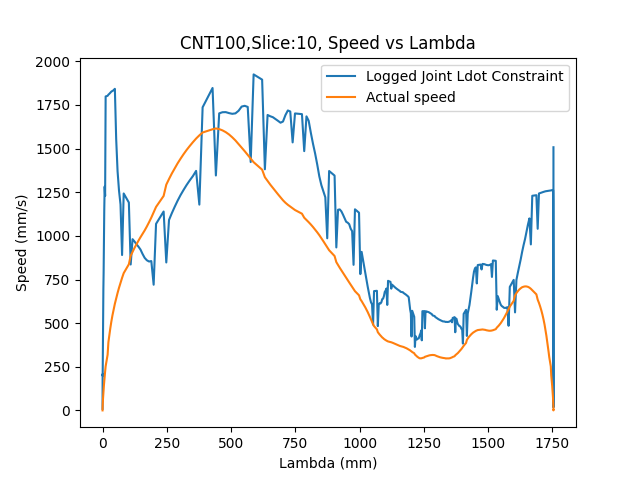 CNT100,Slice:10, Speed vs Lambda
Logged Joint Ldot Constraint
Actual speed
Speed (mm/s)
2000
1750
1500
1250
1000
750
500
250
0
0 250 500 750 1000 1250 1500 1750
Lambda (mm)